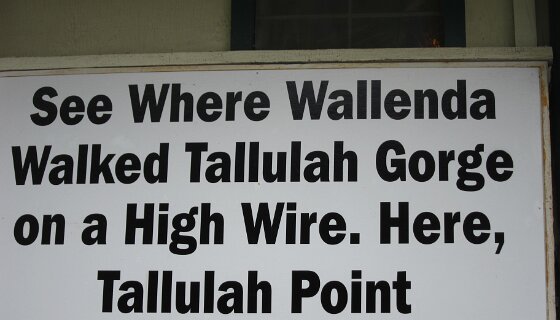 See Where Wallenda
Walked Tallulah Gorge
on a High Wire. Here,
Tallulah Point